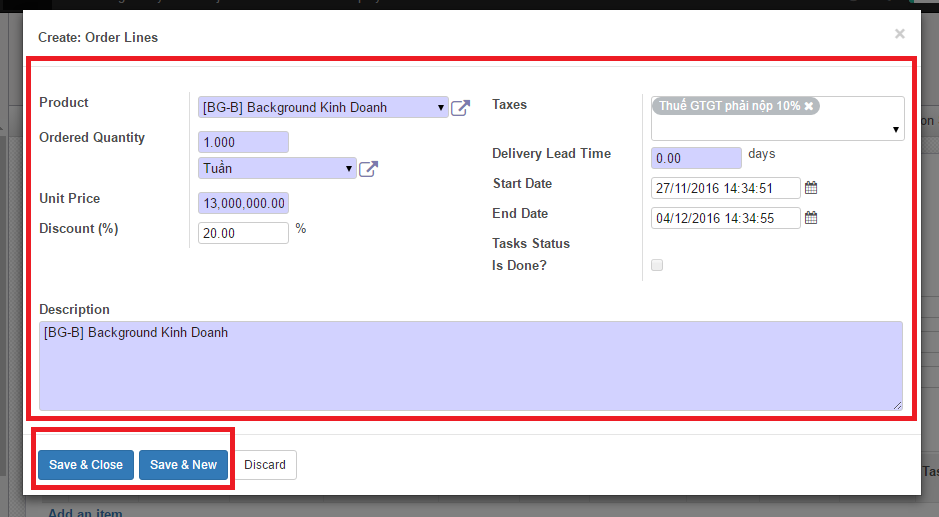 Create: Order Lines
×
Product
[BG-B] Background Kinh Doanh
Ordered Quantity
1.000
Tuần
Unit Price
13,000,000.00
Discount (%)
20.00
%
Taxes
Thuế GTGT phải nộp 10% ✖
Delivery Lead Time
0.00
days
Start Date
27/11/2016 14:34:51
End Date
04/12/2016 14:34:55
Tasks Status
Is Done?
Description
[BG-B] Background Kinh Doanh
Save & Close
Save & New
Discard
Add an item